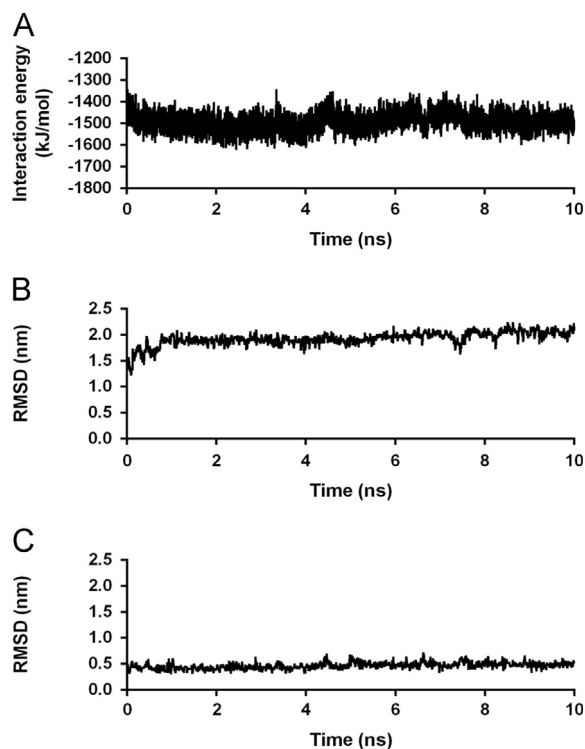 A
Interaction energy
(kJ/mol)
-1200
-1300
-1400
-1500
-1600
-1700
-1800
0 2 4 6 8 10
Time (ns)
B
RMSD (nm)
2.5
2.0
1.5
1.0
0.5
0.0
0 2 4 6 8 10
Time (ns)
C
RMSD (nm)
2.5
2.0
1.5
1.0
0.5
0.0
0 2 4 6 8 10
Time (ns)